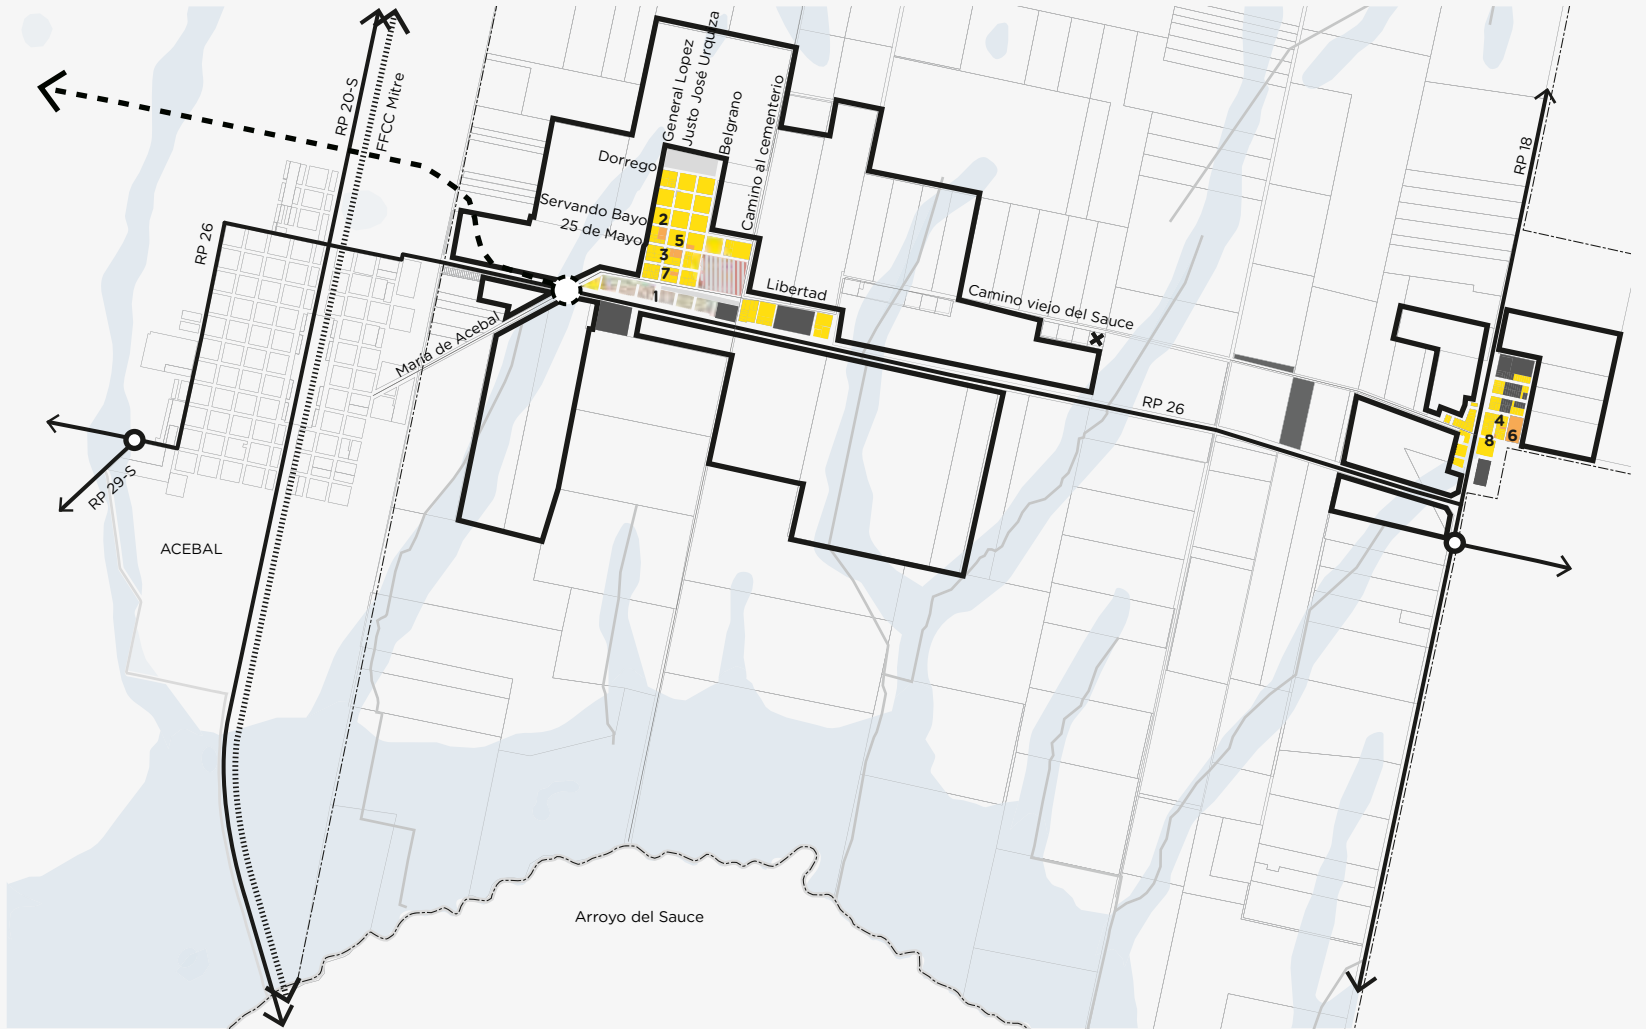 RP 20-S
FFCC Mitre
General Lopez
Justo José Urquiza
Belgrano
Camino al cementerio
RP 18
Dorrego
Servando Bayo
25 de Mayo
2
5
3
7
1
RP 26
Libertad
Camino viejo del Sauce
María de Acebal
RP 26
4
6
8
RP 29-S
ACEBAL
Arroyo del Sauce